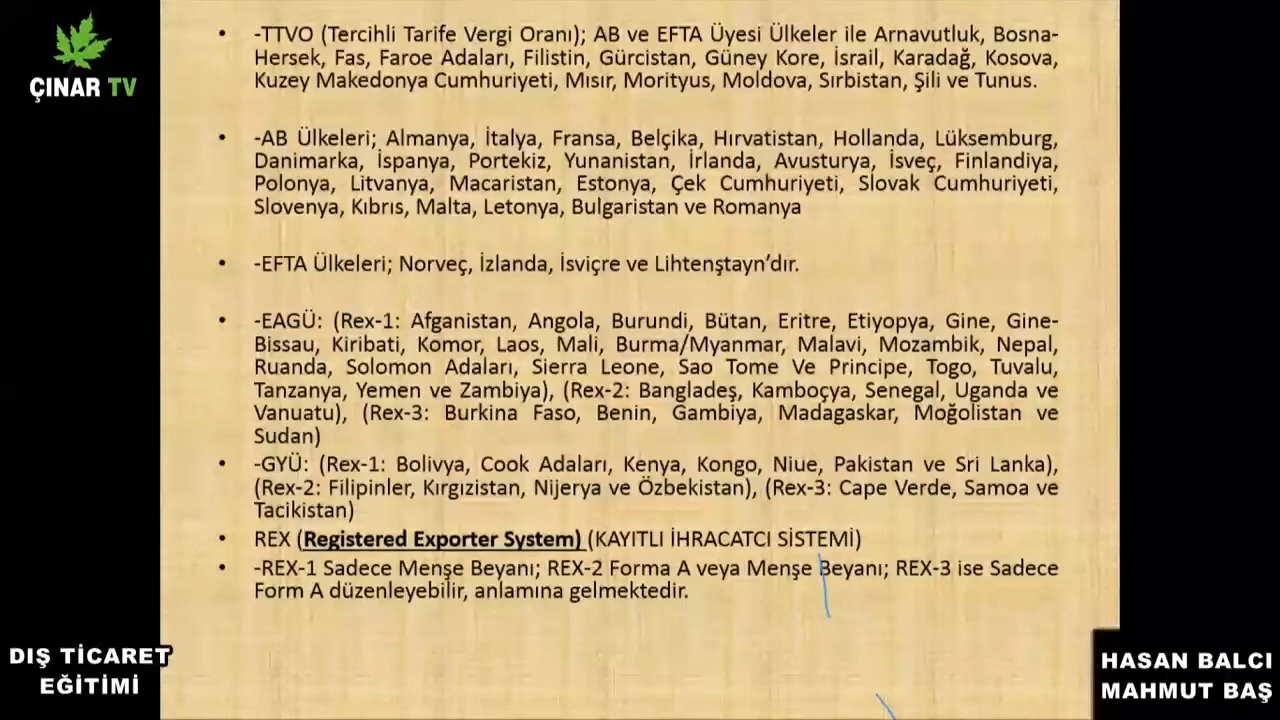 ÇINAR TV
• -TTVO (Tercihli Tarife Vergi Oranı); AB ve EFTA Üyesi Ülkeler ile Arnavutluk, Bosna-
Hersek, Fas, Faroe Adaları, Filistin, Gürcistan, Güney Kore, İsrail, Karadağ, Kosova,
Kuzey Makedonya Cumhuriyeti, Mısır, Morityus, Moldova, Sırbistan, Şili ve Tunus.
• -AB Ülkeleri; Almanya, İtalya, Fransa, Belçika, Hırvatistan, Hollanda, Lüksemburg,
Danimarka, İspanya, Portekiz, Yunanistan, İrlanda, Avusturya, İsveç, Finlandiya,
Polonya, Litvanya, Macaristan, Estonya, Çek Cumhuriyeti, Slovak Cumhuriyeti,
Slovenya, Kıbrıs, Malta, Letonya, Bulgaristan ve Romanya
• -EFTA Ülkeleri; Norveç, İzlanda, İsviçre ve Lihtenştayn’dır.
• -EAGÜ: (Rex-1: Afganistan, Angola, Burundi, Bütan, Eritre, Etiyopya, Gine, Gine-
Bissau, Kiribati, Komor, Laos, Mali, Burma/Myanmar, Malavi, Mozambik, Nepal,
Ruanda, Solomon Adaları, Sierra Leone, Sao Tome Ve Principe, Togo, Tuvalu,
Tanzanya, Yemen ve Zambiya), (Rex-2: Bangladeş, Kamboçya, Senegal, Uganda ve
Vanuatu), (Rex-3: Burkina Faso, Benin, Gambiya, Madagaskar, Moğolistan ve
Sudan)
• -GYÜ: (Rex-1: Bolivya, Cook Adaları, Kenya, Kongo, Niue, Pakistan ve Sri Lanka),
(Rex-2: Filipinler, Kırgızistan, Nijerya ve Özbekistan), (Rex-3: Cape Verde, Samoa ve
Tacikistan)
• REX (Registered Exporter System) (KAYITLI İHRACATCI SİSTEMİ)
• -REX-1 Sadece Menşe Beyanı; REX-2 Forma A veya Menşe Beyanı; REX-3 ise Sadece
Form A düzenleyebilir, anlamına gelmektedir.
DIŞ TİCARET
EĞİTİMİ
HASAN BALCI
MAHMUT BAŞ